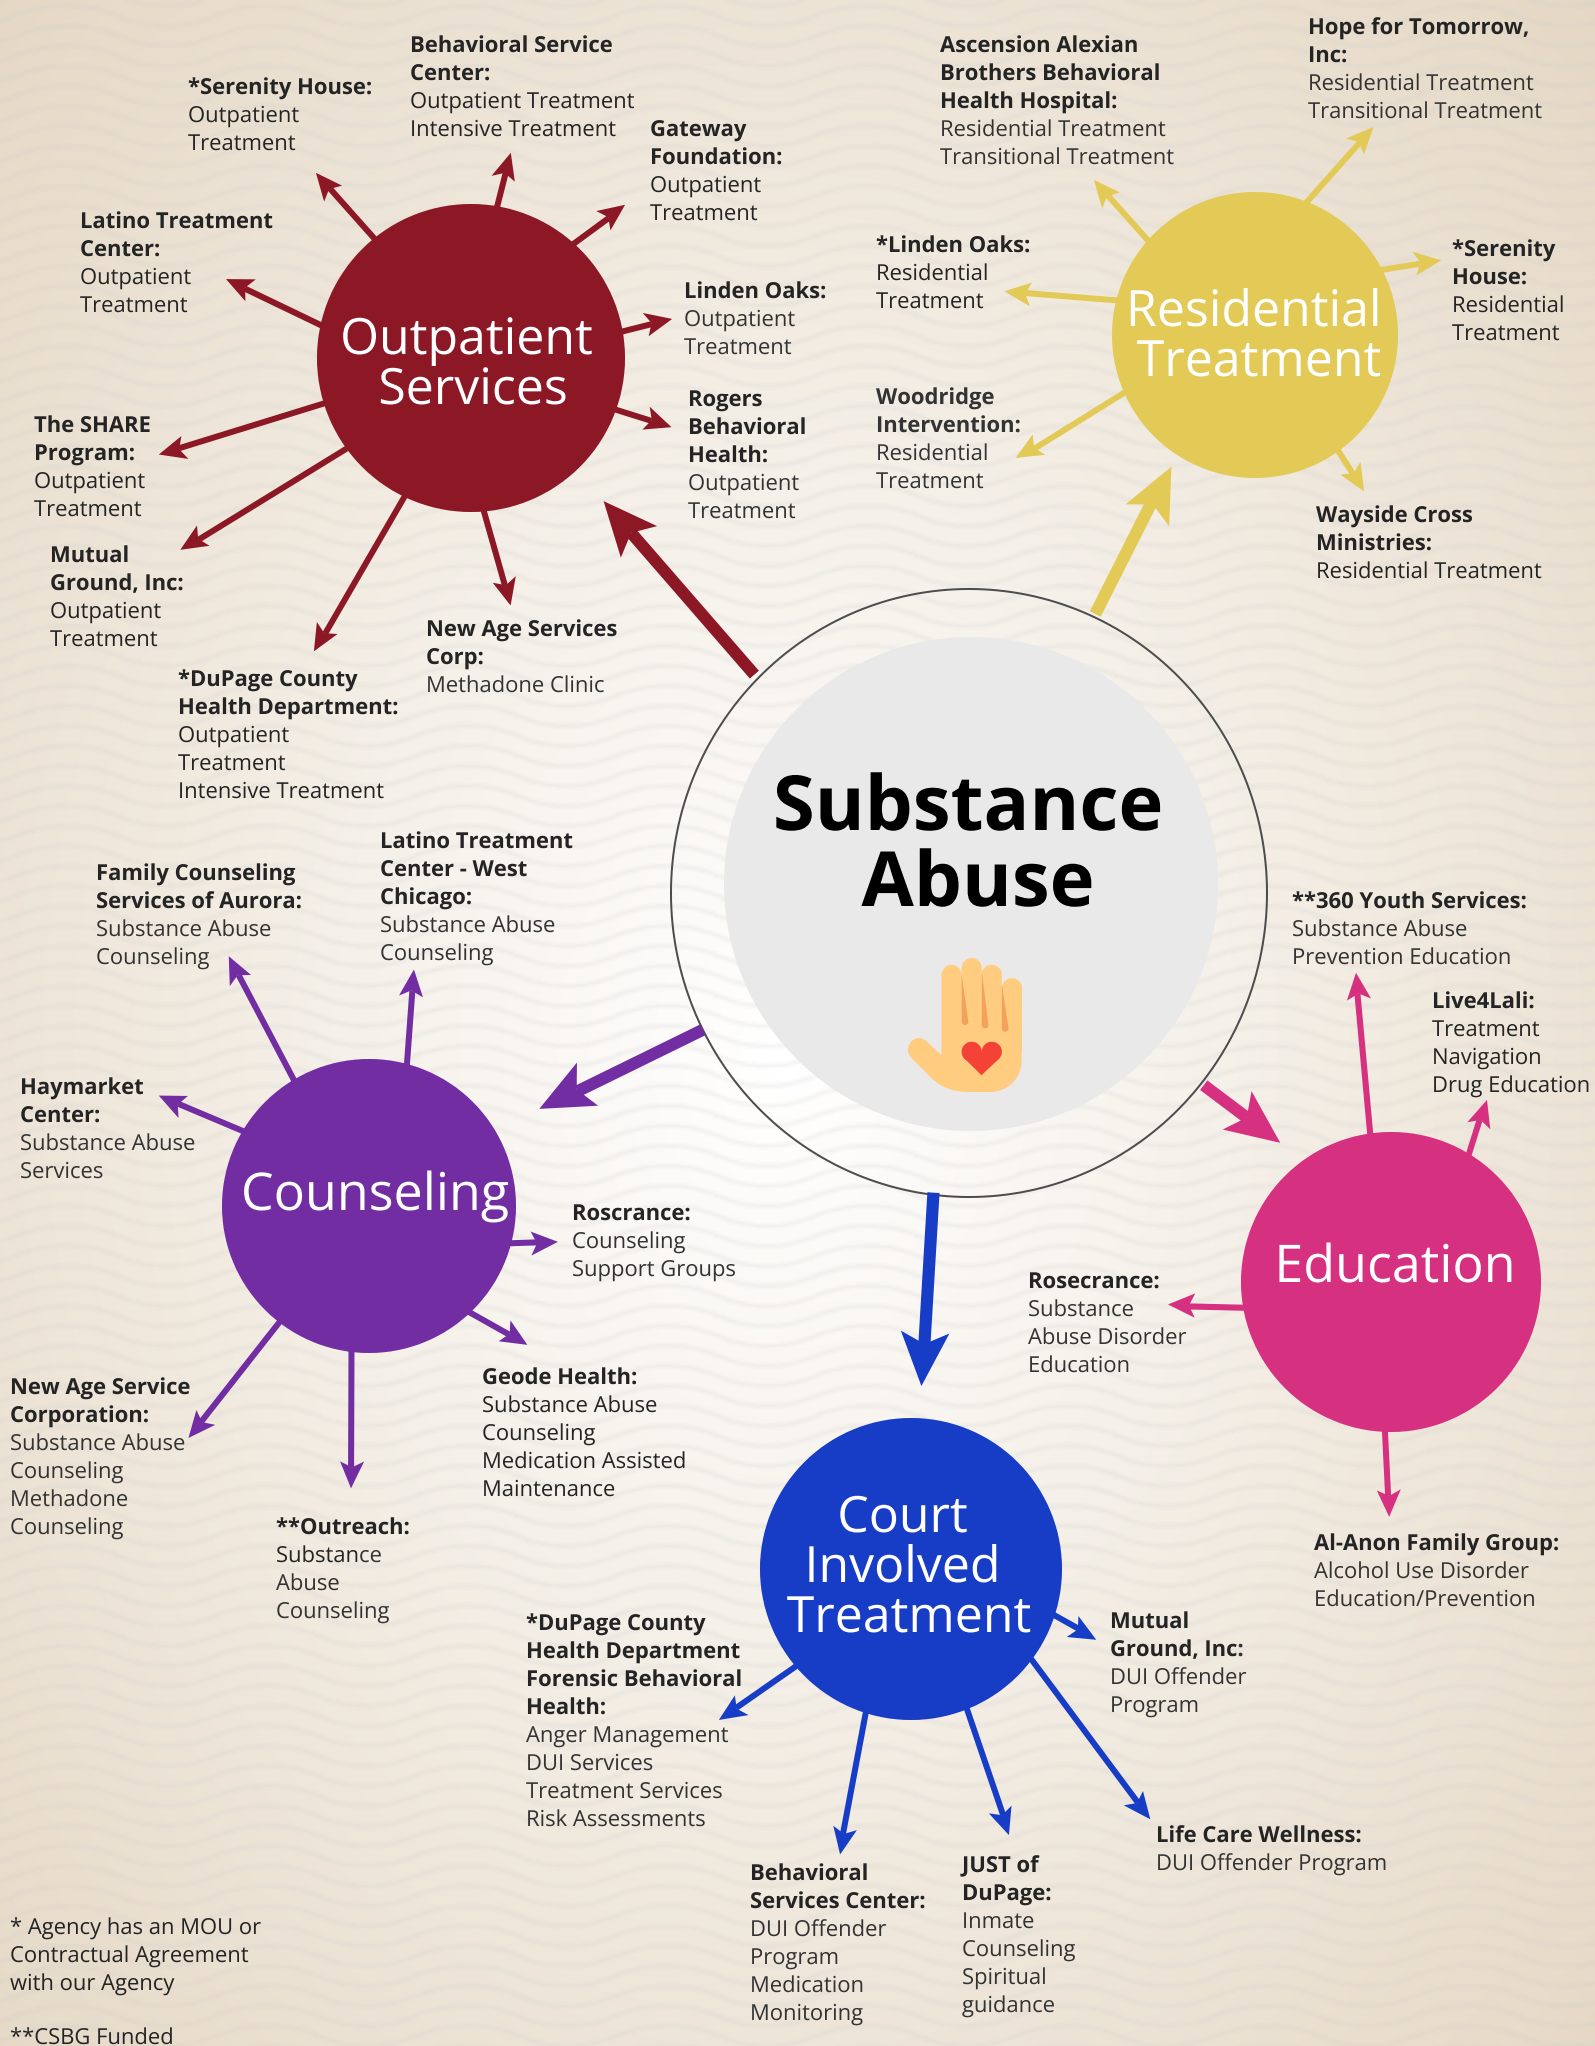 *Serenity House:
Outpatient
Treatment
Behavioral Service
Center:
Outpatient Treatment
Intensive Treatment
Gateway
Foundation:
Outpatient
Treatment
Latino Treatment
Center:
Outpatient
Treatment
Linden Oaks:
Outpatient
Treatment
Outpatient
Services
Rogers
Behavioral
Health:
Outpatient
Treatment
The SHARE
Program:
Outpatient
Treatment
Mutual
Ground, Inc:
Outpatient
Treatment
*DuPage County
Health Department:
Outpatient
Treatment
Intensive Treatment
New Age Services
Corp:
Methadone Clinic
Ascension Alexian
Brothers Behavioral
Health Hospital:
Residential Treatment
Transitional Treatment
Hope for Tomorrow,
Inc:
Residential Treatment
Transitional Treatment
*Linden Oaks:
Residential
Treatment
*Serenity
House:
Residential
Treatment
Residential
Treatment
Woodridge
Intervention:
Residential
Treatment
Wayside Cross
Ministries:
Residential Treatment
Substance
Abuse
Family Counseling
Services of Aurora:
Substance Abuse
Counseling
Latino Treatment
Center - West
Chicago:
Substance Abuse
Counseling
Haymarket
Center:
Substance Abuse
Services
Counseling
Roscrance:
Counseling
Support Groups
Geode Health:
Substance Abuse
Counseling
Medication Assisted
Maintenance
New Age Service
Corporation:
Substance Abuse
Counseling
Methadone
Counseling
**Outreach:
Substance
Abuse
Counseling
**360 Youth Services:
Substance Abuse
Prevention Education
Live4Lali:
Treatment
Navigation
Drug Education
Education
Rosecrance:
Substance
Abuse Disorder
Education
Al-Anon Family Group:
Alcohol Use Disorder
Education/Prevention
Court
Involved
Treatment
*DuPage County
Health Department
Forensic Behavioral
Health:
Anger Management
DUI Services
Treatment Services
Risk Assessments
Mutual
Ground, Inc:
DUI Offender
Program
Life Care Wellness:
DUI Offender Program
Behavioral
Services Center:
DUI Offender
Program
Medication
Monitoring
JUST of
DuPage:
Inmate
Counseling
Spiritual
guidance
* Agency has an MOU or
Contractual Agreement
with our Agency
**CSBG Funded